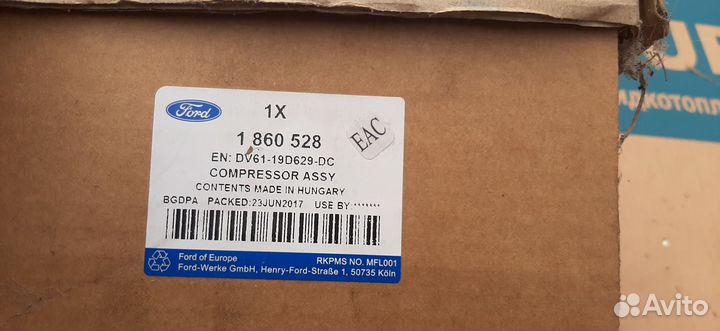 Ford
1X
1 860 528
EAC
EN: DV61-19D629-DC
COMPRESSOR ASSY
CONTENTS MADE IN HUNGARY
BGDPA PACKED:23JUN2017 USE BY ·······
Ford of Europe
RKPMS NO. MFL001
Ford-Werke GmbH, Henry-Ford-Straße 1, 50735 Köln
Avito